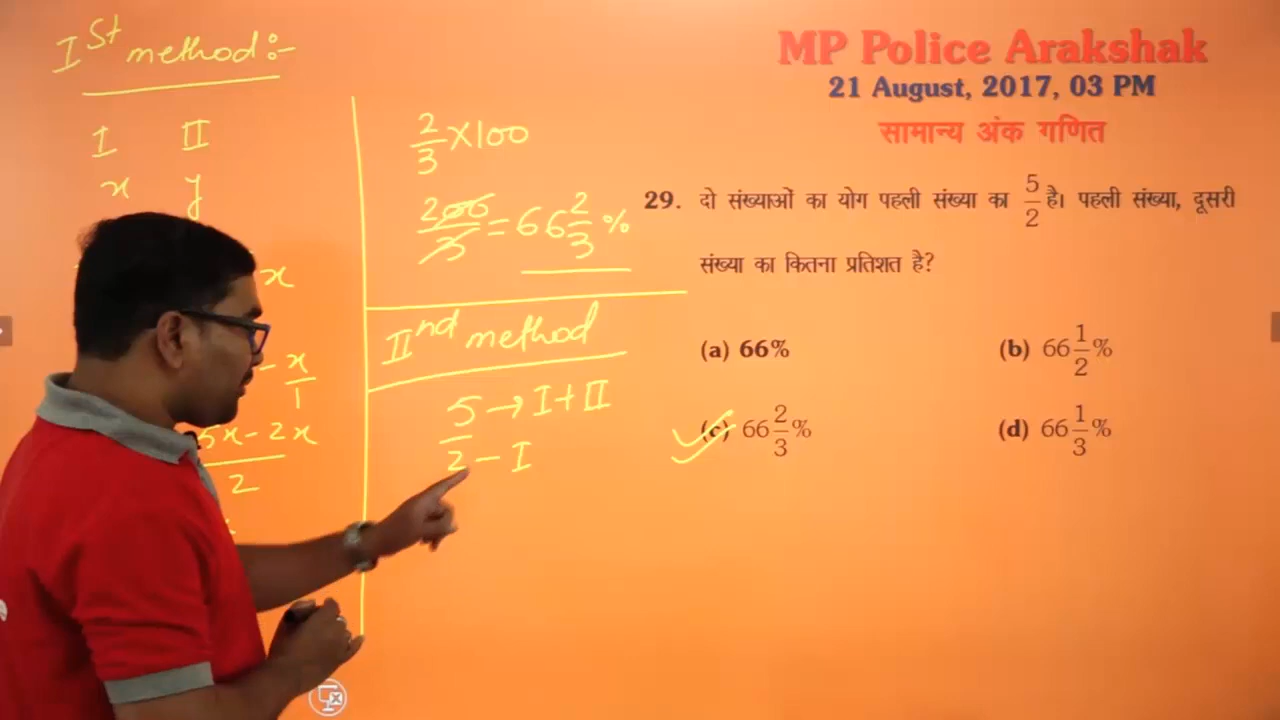 Ist method:-
I II
x y
x
- x/1
5x-2x
2
2/3 X100
200/3 = 66 2/3 %
IInd method
5 → I + II
2 - I
MP Police Arakshak
21 August, 2017, 03 PM
सामान्य अंक गणित
29. दो संख्याओं का योग पहली संख्या का 5/2 है। पहली संख्या, दूसरी
संख्या का कितना प्रतिशत है?
(a) 66% (b) 66 1/2 %
(c) 66 2/3 % (d) 66 1/3 %